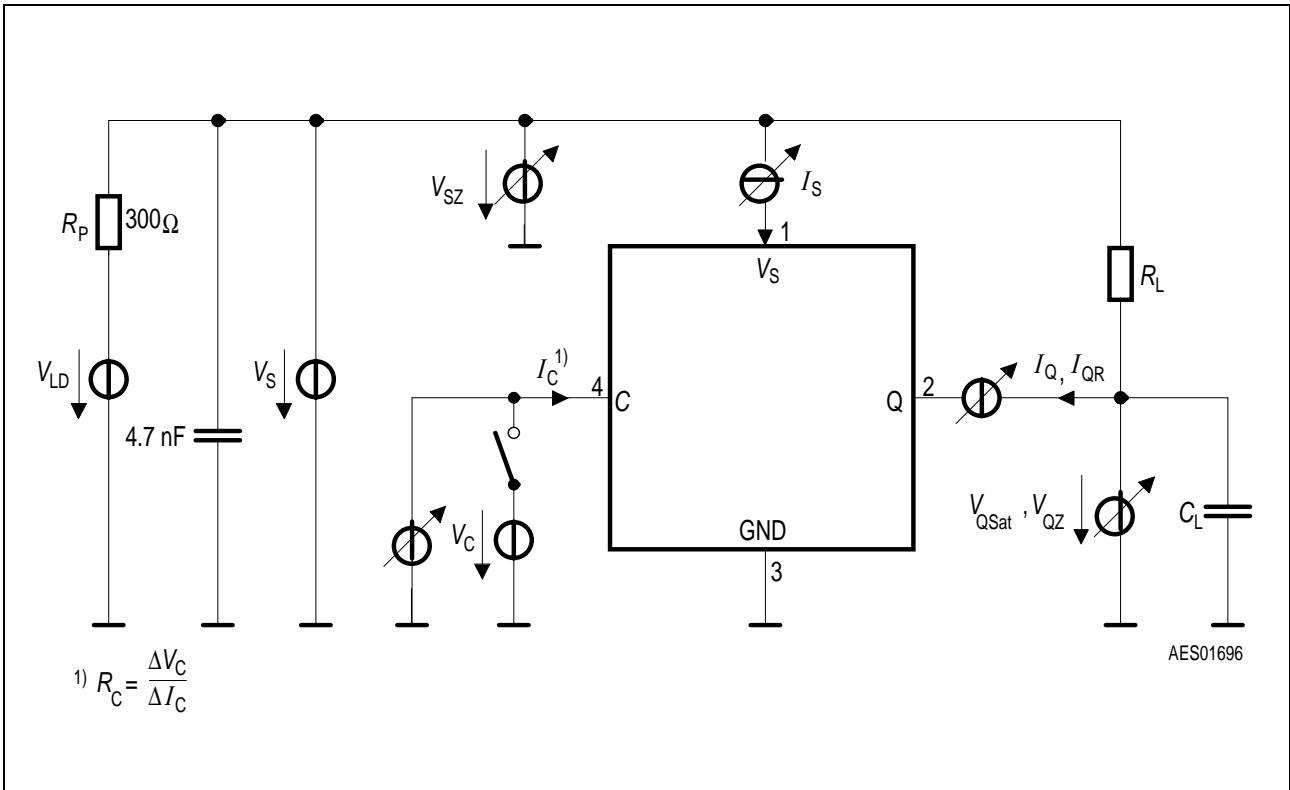 V_SZ
I_S
1
R_P
300Ω
V_S
R_L
V_LD
V_S
I_C 1)
4
C
Q
2
I_Q, I_QR
4.7 nF
V_C
GND
V_QSat , V_QZ
C_L
3
AES01696
1) R_C = ΔV_C / ΔI_C